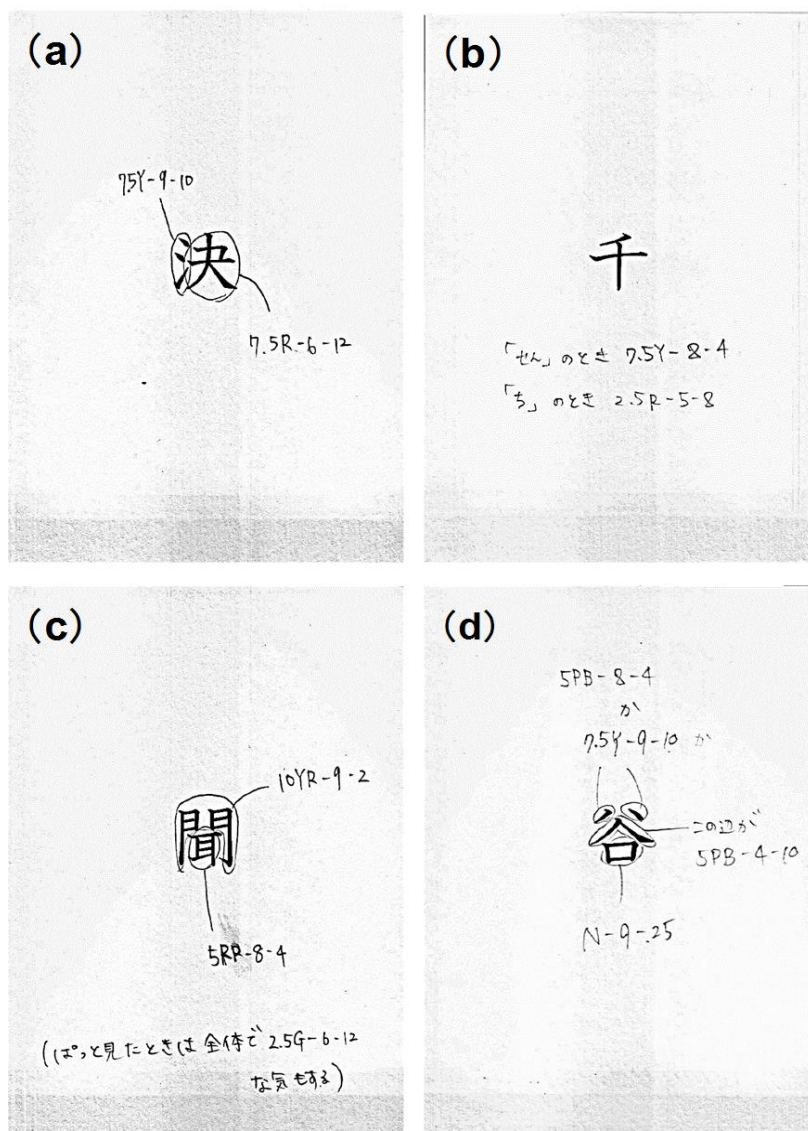 (a)
7.5Y-9-10
決
7.5R-6-12
(b)
千
「せん」のとき 7.5Y-8-4
「ち」のとき 2.5R-5-8
(c)
10YR-9-2
聞
5RR-8-4
(ぱっと見たときは全体で 2.5G-6-12
な気もする)
(d)
5PB-8-4
か
7.5Y-9-10 か
谷
この辺が
5PB-4-10
N-9-.25